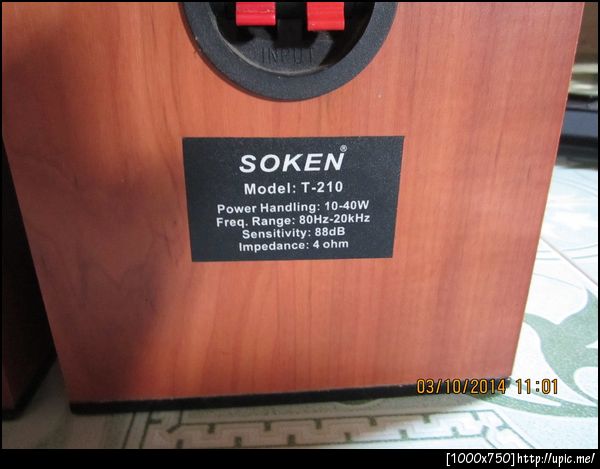 INPUT
SOKEN®
Model: T-210
Power Handling: 10-40W
Freq. Range: 80Hz-20kHz
Sensitivity: 88dB
Impedance: 4 ohm
03/10/2014 11:01
[1000x750]http://upic.me/